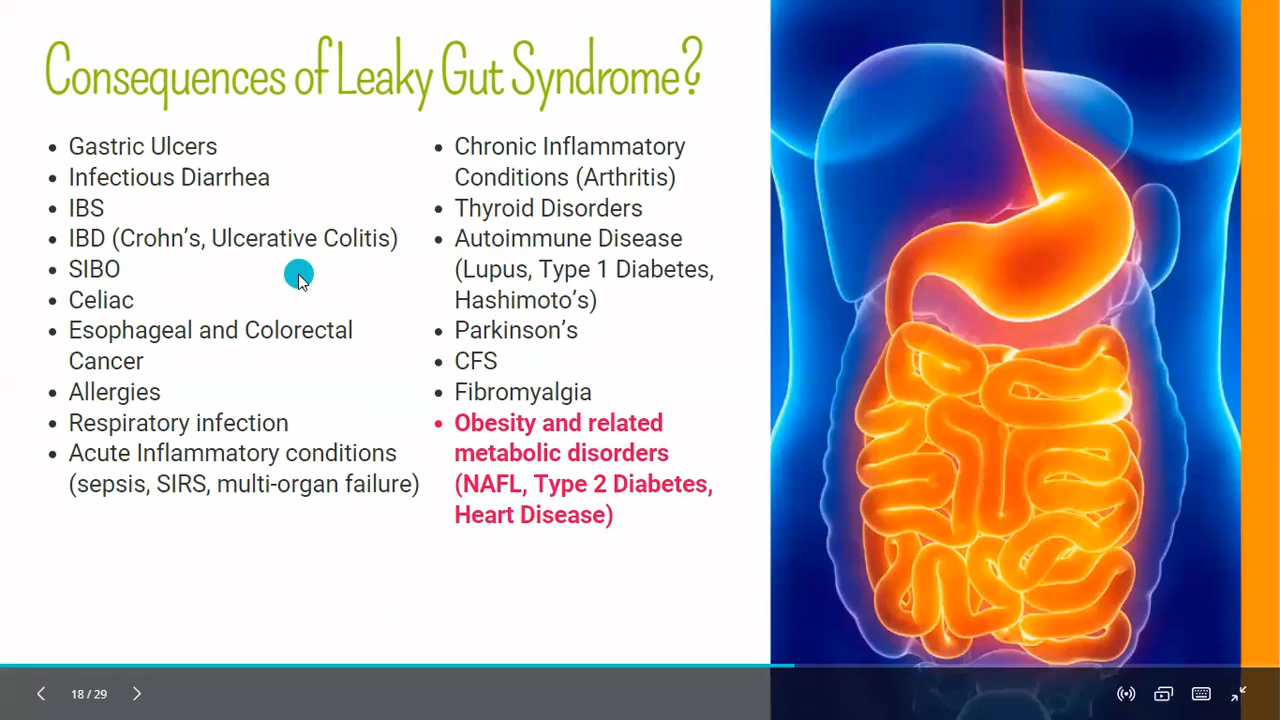 Consequences of Leaky Gut Syndrome?
• Gastric Ulcers
• Infectious Diarrhea
• IBS
• IBD (Crohn’s, Ulcerative Colitis)
• SIBO
• Celiac
• Esophageal and Colorectal
Cancer
• Allergies
• Respiratory infection
• Acute Inflammatory conditions
(sepsis, SIRS, multi-organ failure)
• Chronic Inflammatory
Conditions (Arthritis)
• Thyroid Disorders
• Autoimmune Disease
(Lupus, Type 1 Diabetes,
Hashimoto’s)
• Parkinson’s
• CFS
• Fibromyalgia
• Obesity and related
metabolic disorders
(NAFL, Type 2 Diabetes,
Heart Disease)
18 / 29